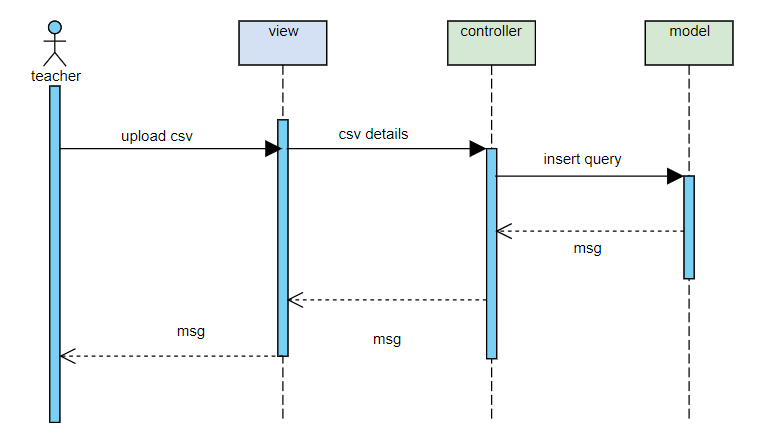 view
controller
model
teacher
upload csv
csv details
insert query
msg
msg
msg